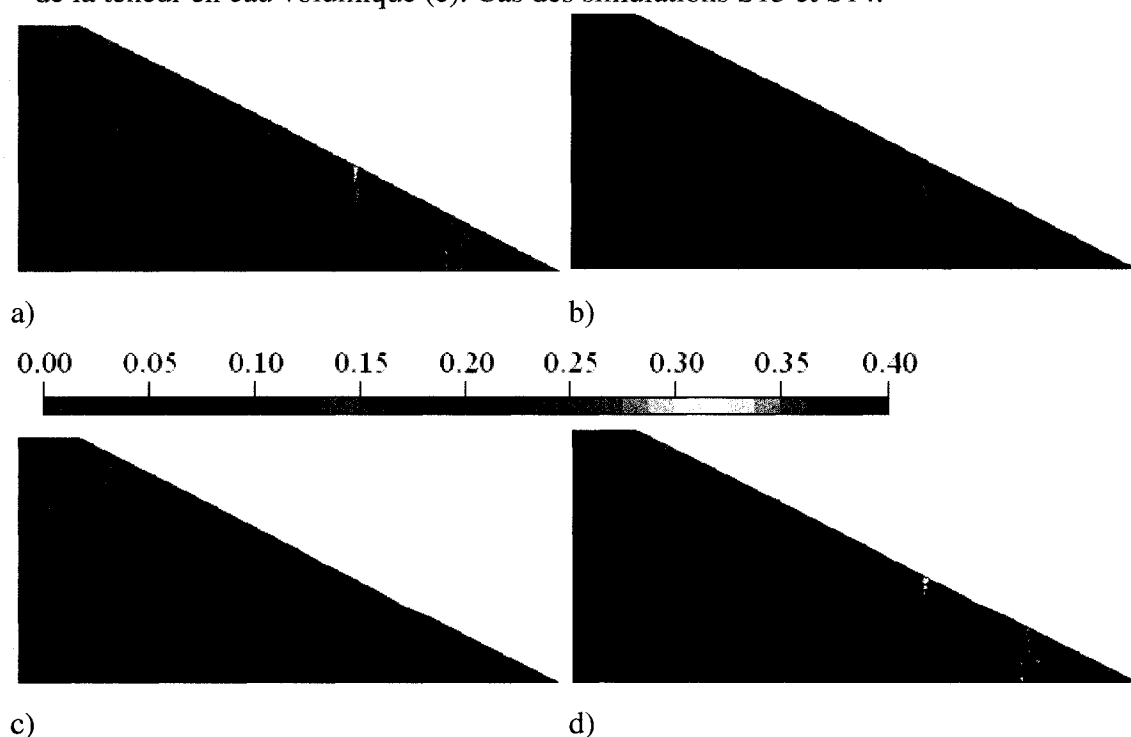 de la teneur en eau volumique (θ). Cas des simulations S13 et S14.
a)
b)
0.00 0.05 0.10 0.15 0.20 0.25 0.30 0.35 0.40
c)
d)